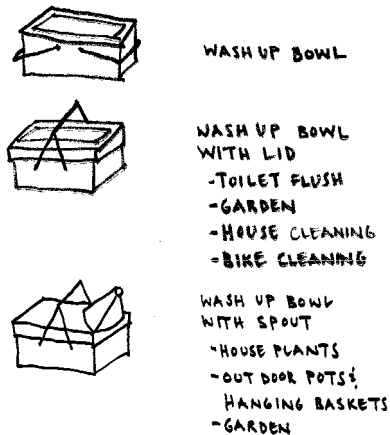 WASH UP BOWL
WASH UP BOWL
WITH LID
-TOILET FLUSH
-GARDEN
-HOUSE CLEANING
-BIKE CLEANING
WASH UP BOWL
WITH SPOUT
-HOUSE PLANTS
-OUT DOOR POTS &
HANGING BASKETS
-GARDEN